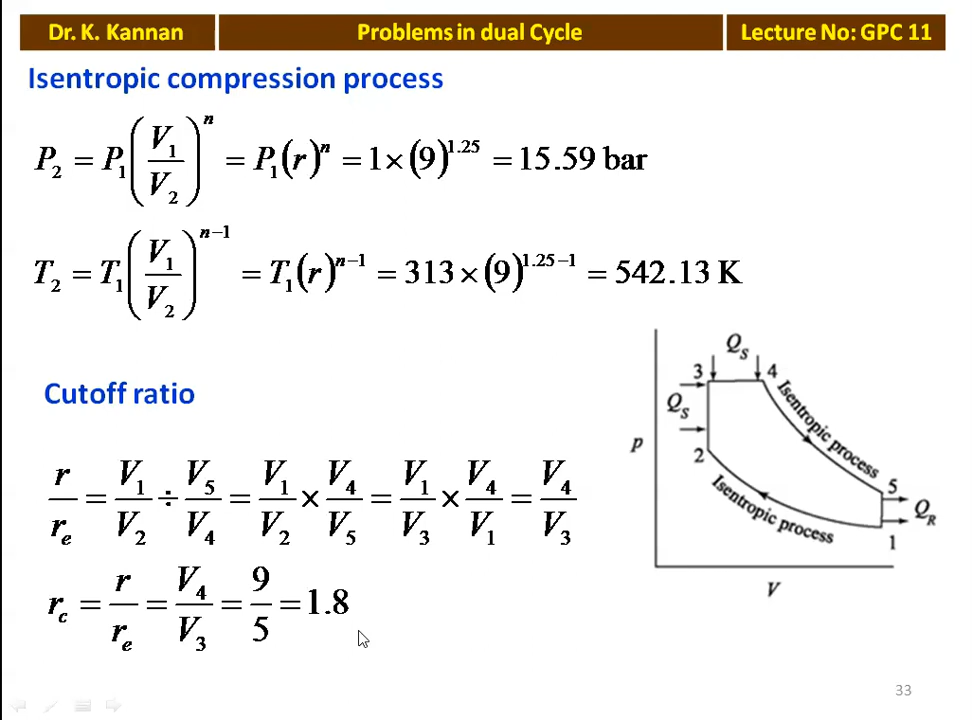 Dr. K. Kannan
Problems in dual Cycle
Lecture No: GPC 11
Isentropic compression process
P₂ = P₁(V₁/V₂)ⁿ = P₁(r)ⁿ = 1×(9)^1.25 = 15.59 bar
T₂ = T₁(V₁/V₂)^(n−1) = T₁(r)^(n−1) = 313×(9)^(1.25−1) = 542.13 K
Cutoff ratio
r/rₑ = V₁/V₂ ÷ V₅/V₄ = V₁/V₂ × V₄/V₅ = V₁/V₃ × V₄/V₁ = V₄/V₃
r_c = r/rₑ = V₄/V₃ = 9/5 = 1.8
Q_S
3
4
Q_S
Isentropic process
p
2
5
Isentropic process
Q_R
1
V
33